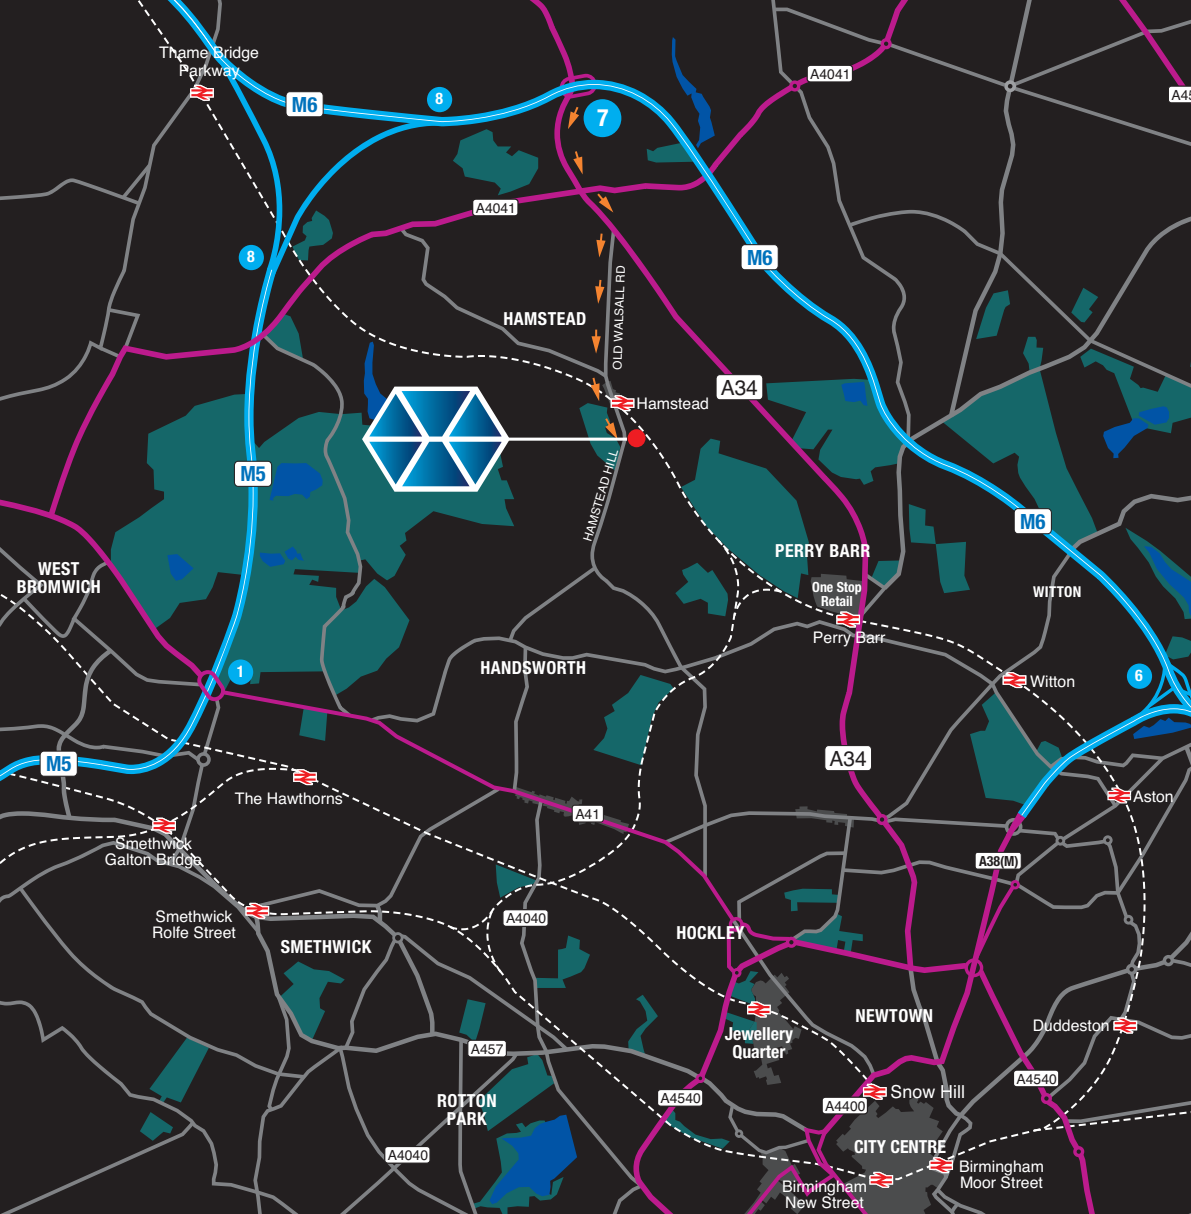 Thame Bridge
Parkway
M6
8
7
A4041
A45
A4041
8
M6
HAMSTEAD
OLD WALSALL RD
A34
Hamstead
M5
HAMSTEAD HILL
M6
WEST
BROMWICH
PERRY BARR
One Stop
Retail
WITTON
Perry Barr
HANDSWORTH
1
Witton
6
M5
A34
The Hawthorns
Aston
A41
Smethwick
Galton Bridge
A38(M)
Smethwick
Rolfe Street
A4040
SMETHWICK
HOCKLEY
NEWTOWN
Jewellery
Quarter
Duddeston
A457
A4540
Snow Hill
A4540
A4400
ROTTON
PARK
CITY CENTRE
A4040
Birmingham
Moor Street
Birmingham
New Street